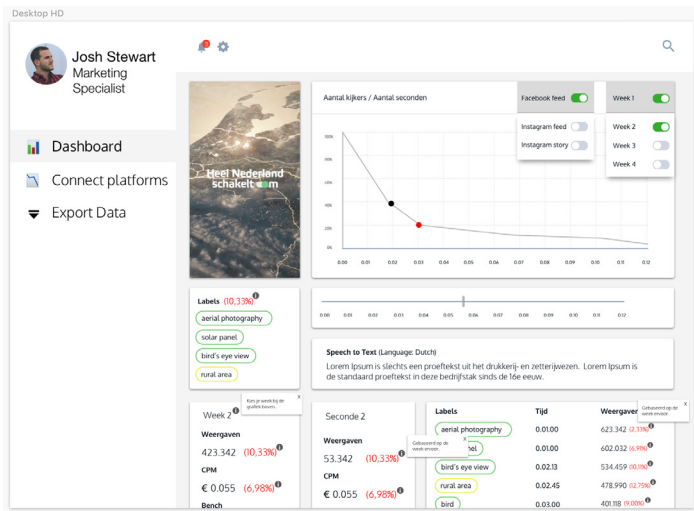 Desktop HD
Josh Stewart
Marketing
Specialist
Dashboard
Connect platforms
Export Data
3
Heel Nederland
schakelt om
Aantal kijkers / Aantal seconden
Facebook feed
Instagram feed
Instagram story
Week 1
Week 2
Week 3
Week 4
100K
80K
60K
40K
20K
0K
0.00 0.01 0.02 0.03 0.04 0.05 0.06 0.07 0.08 0.09 0.10 0.11 0.12
0.00 0.01 0.02 0.03 0.04 0.05 0.06 0.07 0.08 0.09 0.10 0.11 0.12
Labels (10,33%)
aerial photography
solar panel
bird's eye view
rural area
Speech to Text (Language: Dutch)
Lorem Ipsum is slechts een proeftekst uit het drukkerij- en zetterijwezen. Lorem Ipsum is
de standaard proeftekst in deze bedrijfstak sinds de 16e eeuw.
Week 2
Kies je week bij de
grafiek boven.
X
Weergaven
423.342 (10,33%)
CPM
€ 0.055 (6,98%)
Bench
Seconde 2
Weergaven
53.342 (10,33%)
CPM
€ 0.055 (6,98%)
Gebaseerd op de
week ervoor.
X
Labels Tijd Weergaven
Gebaseerd op de
week ervoor.
X
aerial photography 0.01.00 623.342 (2,33%)
nel 0.01.00 602.032 (6,91%)
bird's eye view 0.02.13 534.459 (10,11%)
rural area 0.02.45 478.990 (12,75%)
bird 0.03.00 401.118 (9,00%)